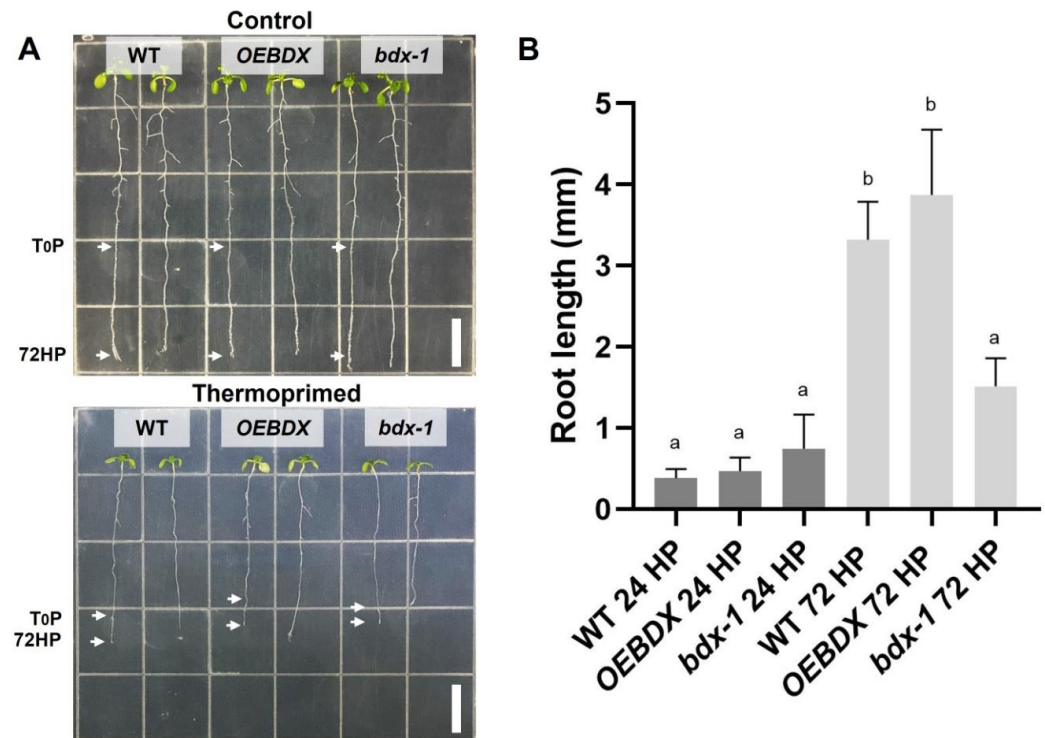 A
Control
WT OEBDX bdx-1
T0P
72HP
Thermoprimed
WT OEBDX bdx-1
T0P
72HP
B
Root length (mm)
5
4
3
2
1
0
a
a
a
b
b
a
WT 24 HP
OEBDX 24 HP
bdx-1 24 HP
WT 72 HP
OEBDX 72 HP
bdx-1 72 HP